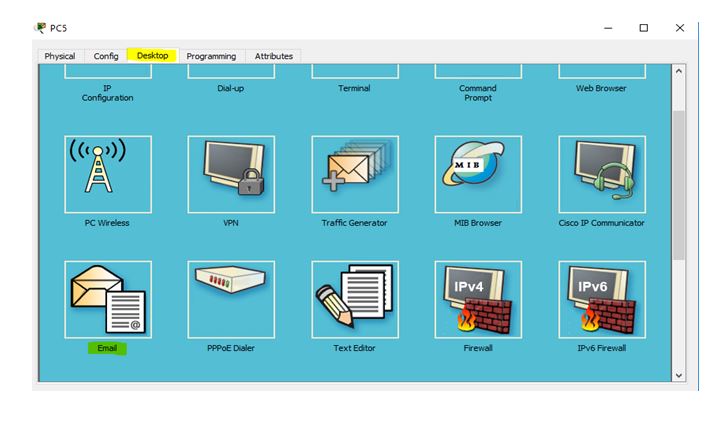 PC5
Physical Config Desktop Programming Attributes
IP
Configuration
Dial-up
Terminal
Command
Prompt
Web Browser
MIB
PC Wireless
VPN
Traffic Generator
MIB Browser
Cisco IP Communicator
@
IPv4
IPv6
Email
PPPoE Dialer
Text Editor
Firewall
IPv6 Firewall